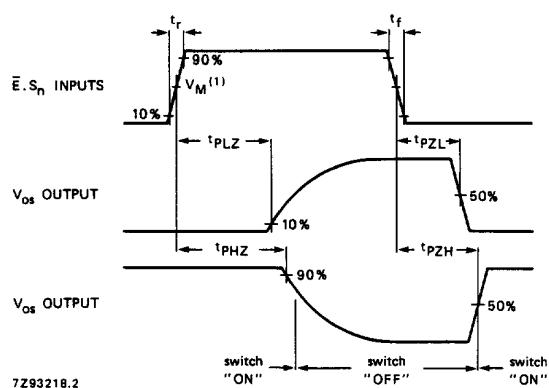 tr
tf
90%
E̅.Sn INPUTS
VM(1)
10%
tPLZ
tPZL
Vos OUTPUT
50%
10%
tPHZ
tPZH
90%
Vos OUTPUT
50%
switch "ON"
switch "OFF"
switch "ON"
7Z93218.2